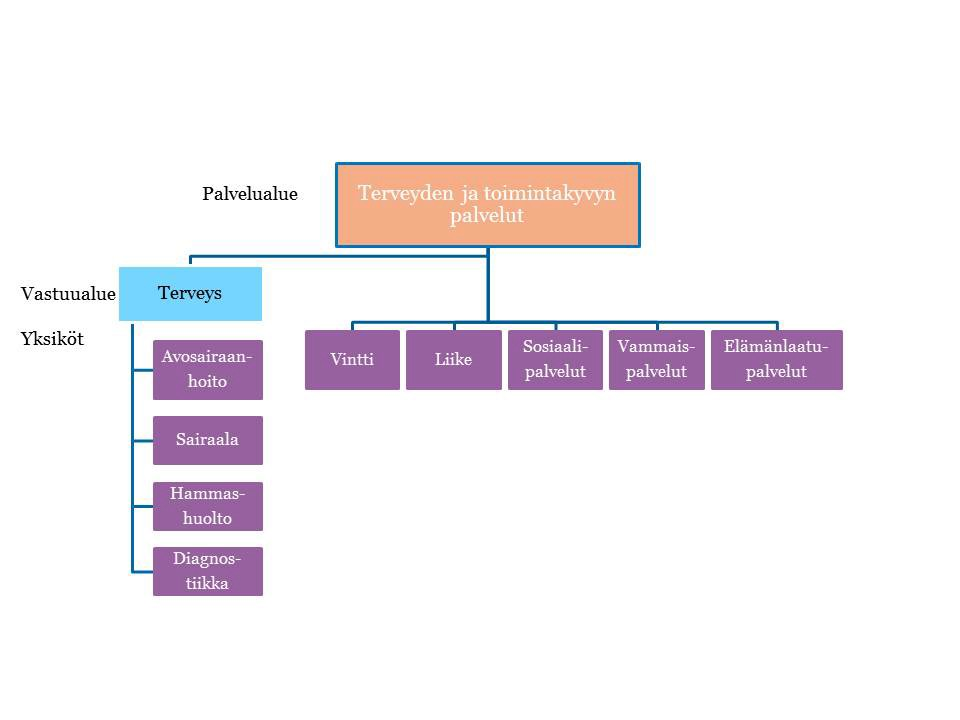 Palvelualue
Terveyden ja toimintakyvyn
palvelut
Vastuualue
Terveys
Yksiköt
Avosairaan-
hoito
Sairaala
Hammas-
huolto
Diagnos-
tiikka
Vintti
Liike
Sosiaali-
palvelut
Vammais-
palvelut
Elämänlaatu-
palvelut